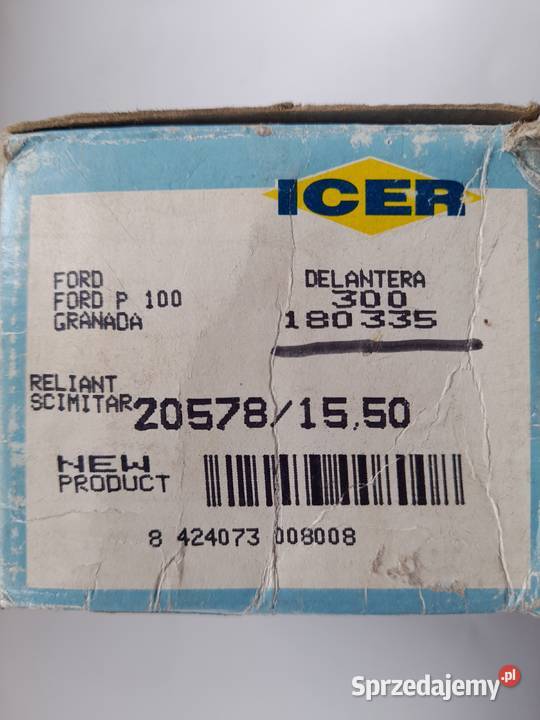 ICER
FORD
FORD P 100
GRANADA
DELANTERA
300
180335
RELIANT
SCIMITAR
20578/15,50
NEW
PRODUCT
8 424073 008008
Sprzedajemy.pl